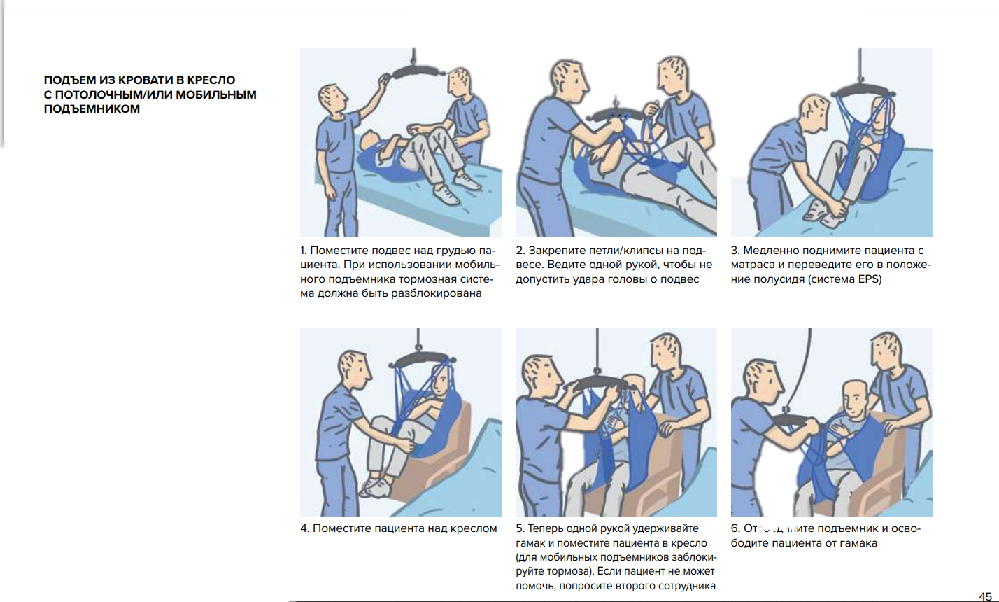 ПОДЪЕМ ИЗ КРОВАТИ В КРЕСЛО
С ПОТОЛОЧНЫМ/ИЛИ МОБИЛЬНЫМ
ПОДЪЕМНИКОМ
1. Поместите подвес над грудью па-
циента. При использовании мобиль-
ного подъемника тормозная систе-
ма должна быть разблокирована
2. Закрепите петли/клипсы на под-
весе. Ведите одной рукой, чтобы не
допустить удара головы о подвес
3. Медленно поднимите пациента с
матраса и переведите его в положе-
ние полусидя (система EPS)
4. Поместите пациента над креслом
5. Теперь одной рукой удерживайте
гамак и поместите пациента в кресло
(для мобильных подъемников заблоки-
руйте тормоза). Если пациент не может
помочь, попросите второго сотрудника
6. подъемник и осво-
бодите пациента от гамака
45